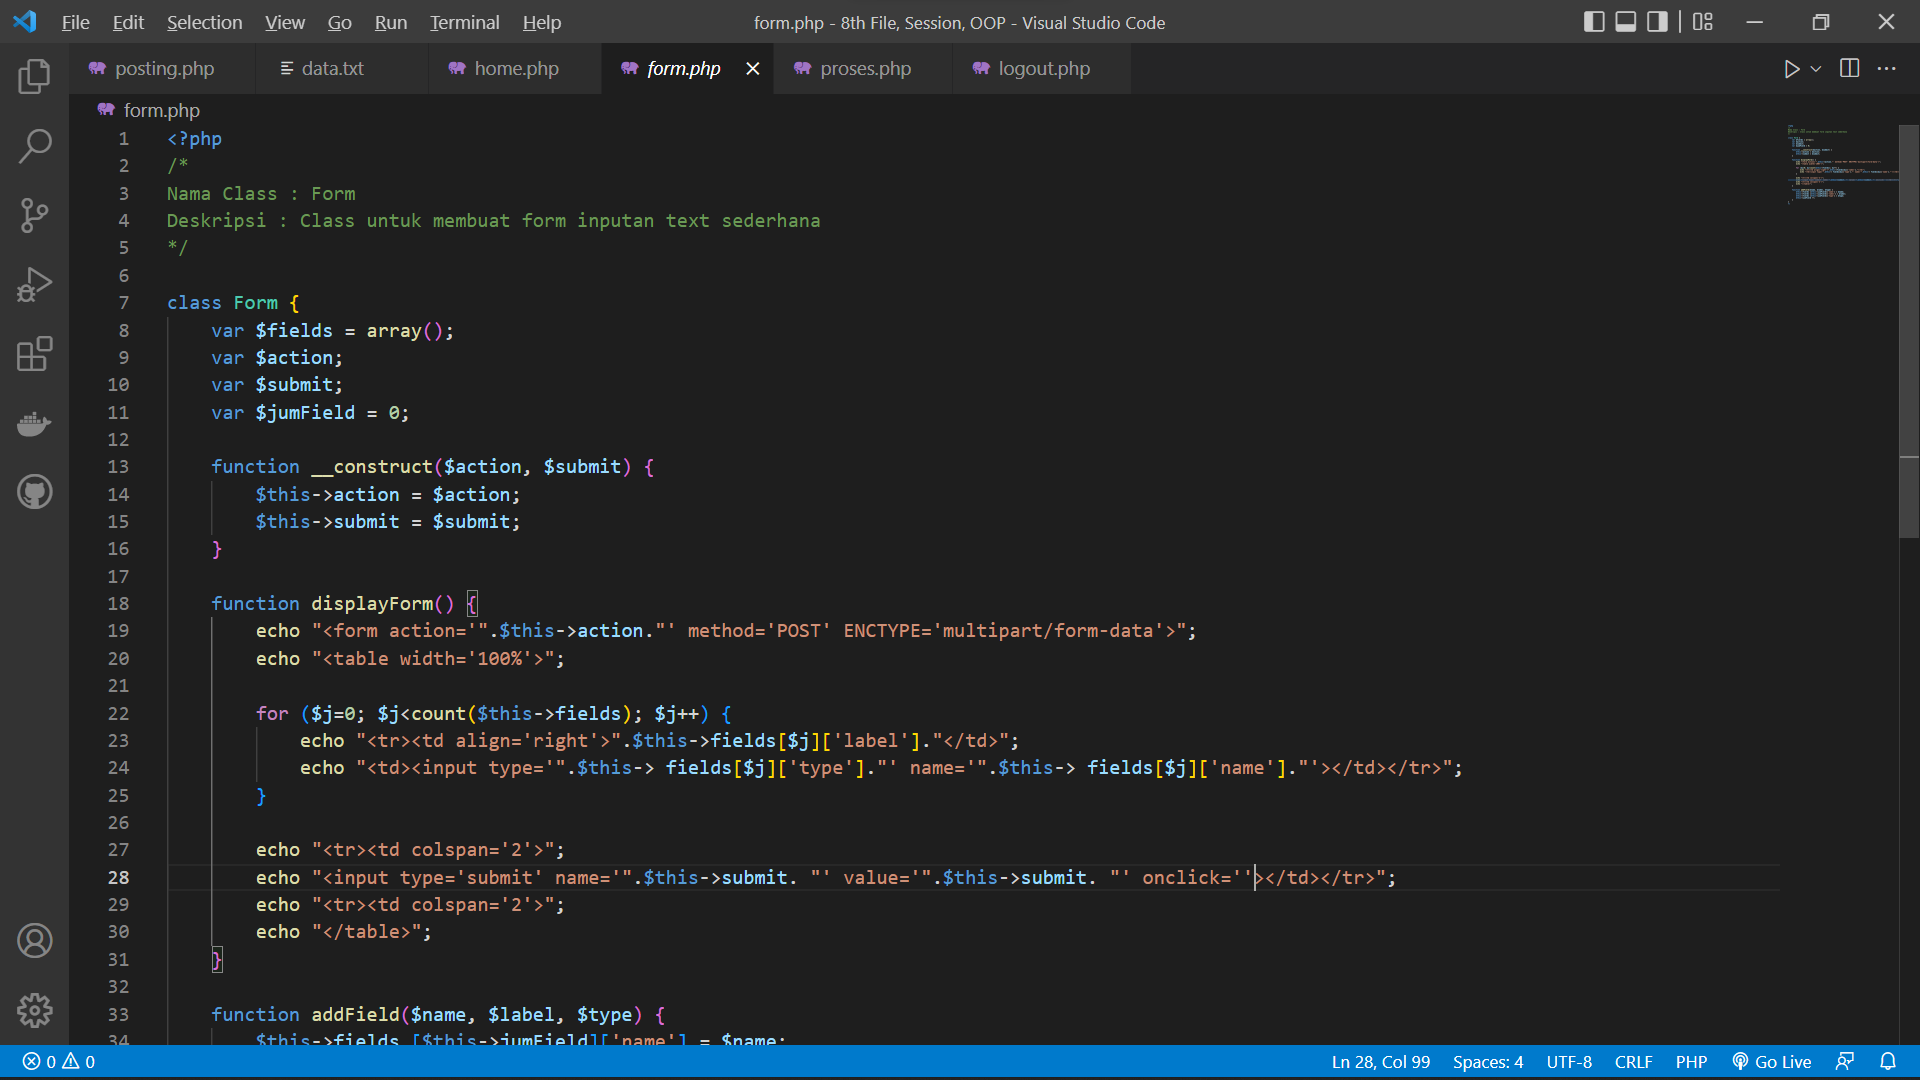 File Edit Selection View Go Run Terminal Help form.php - 8th File, Session, OOP - Visual Studio Code
posting.php data.txt home.php form.php proses.php logout.php
form.php
1 <?php
2 /*
3 Nama Class : Form
4 Deskripsi : Class untuk membuat form inputan text sederhana
5 */
6
7 class Form {
8 var $fields = array();
9 var $action;
10 var $submit;
11 var $jumField = 0;
12
13 function __construct($action, $submit) {
14 $this->action = $action;
15 $this->submit = $submit;
16 }
17
18 function displayForm() {
19 echo "<form action='".$this->action."' method='POST' ENCTYPE='multipart/form-data'>";
20 echo "<table width='100%'>";
21
22 for ($j=0; $j<count($this->fields); $j++) {
23 echo "<tr><td align='right'>".$this->fields[$j]['label']."</td>";
24 echo "<td><input type='".$this-> fields[$j]['type']."' name='".$this-> fields[$j]['name']."'></td></tr>";
25 }
26
27 echo "<tr><td colspan='2'>";
28 echo "<input type='submit' name='".$this->submit. "' value='".$this->submit. "' onclick=''></td></tr>";
29 echo "<tr><td colspan='2'>";
30 echo "</table>";
31 }
32
33 function addField($name, $label, $type) {
34 $this->fields [$this->jumField]['name'] = $name;
0 0 Ln 28, Col 99 Spaces: 4 UTF-8 CRLF PHP Go Live